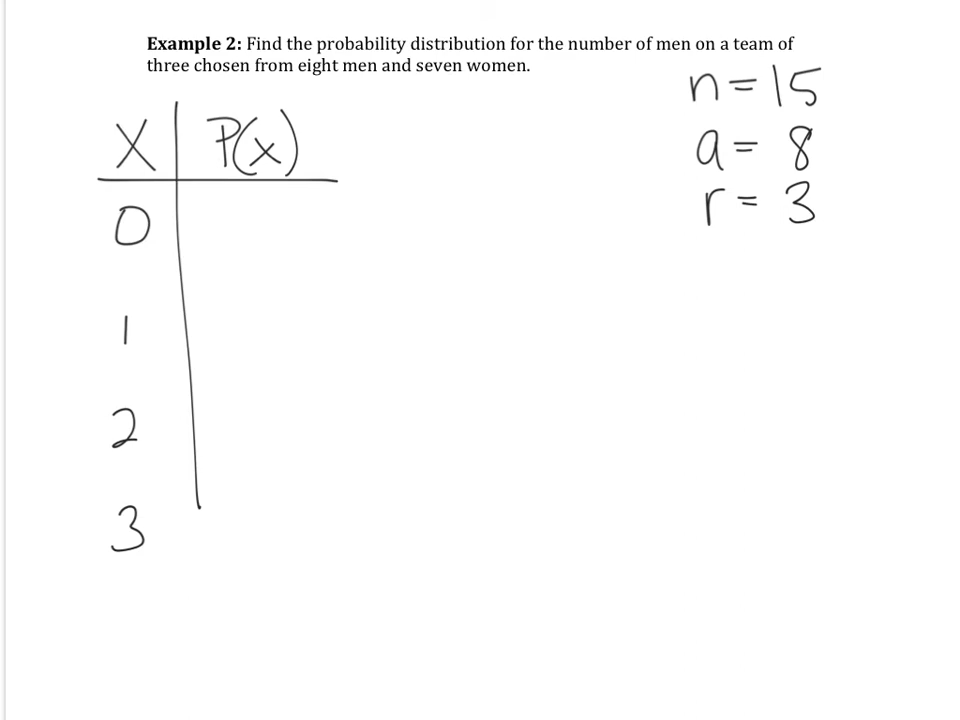 Example 2: Find the probability distribution for the number of men on a team of
three chosen from eight men and seven women.
n = 15
a = 8
r = 3
X P(x)
0
1
2
3